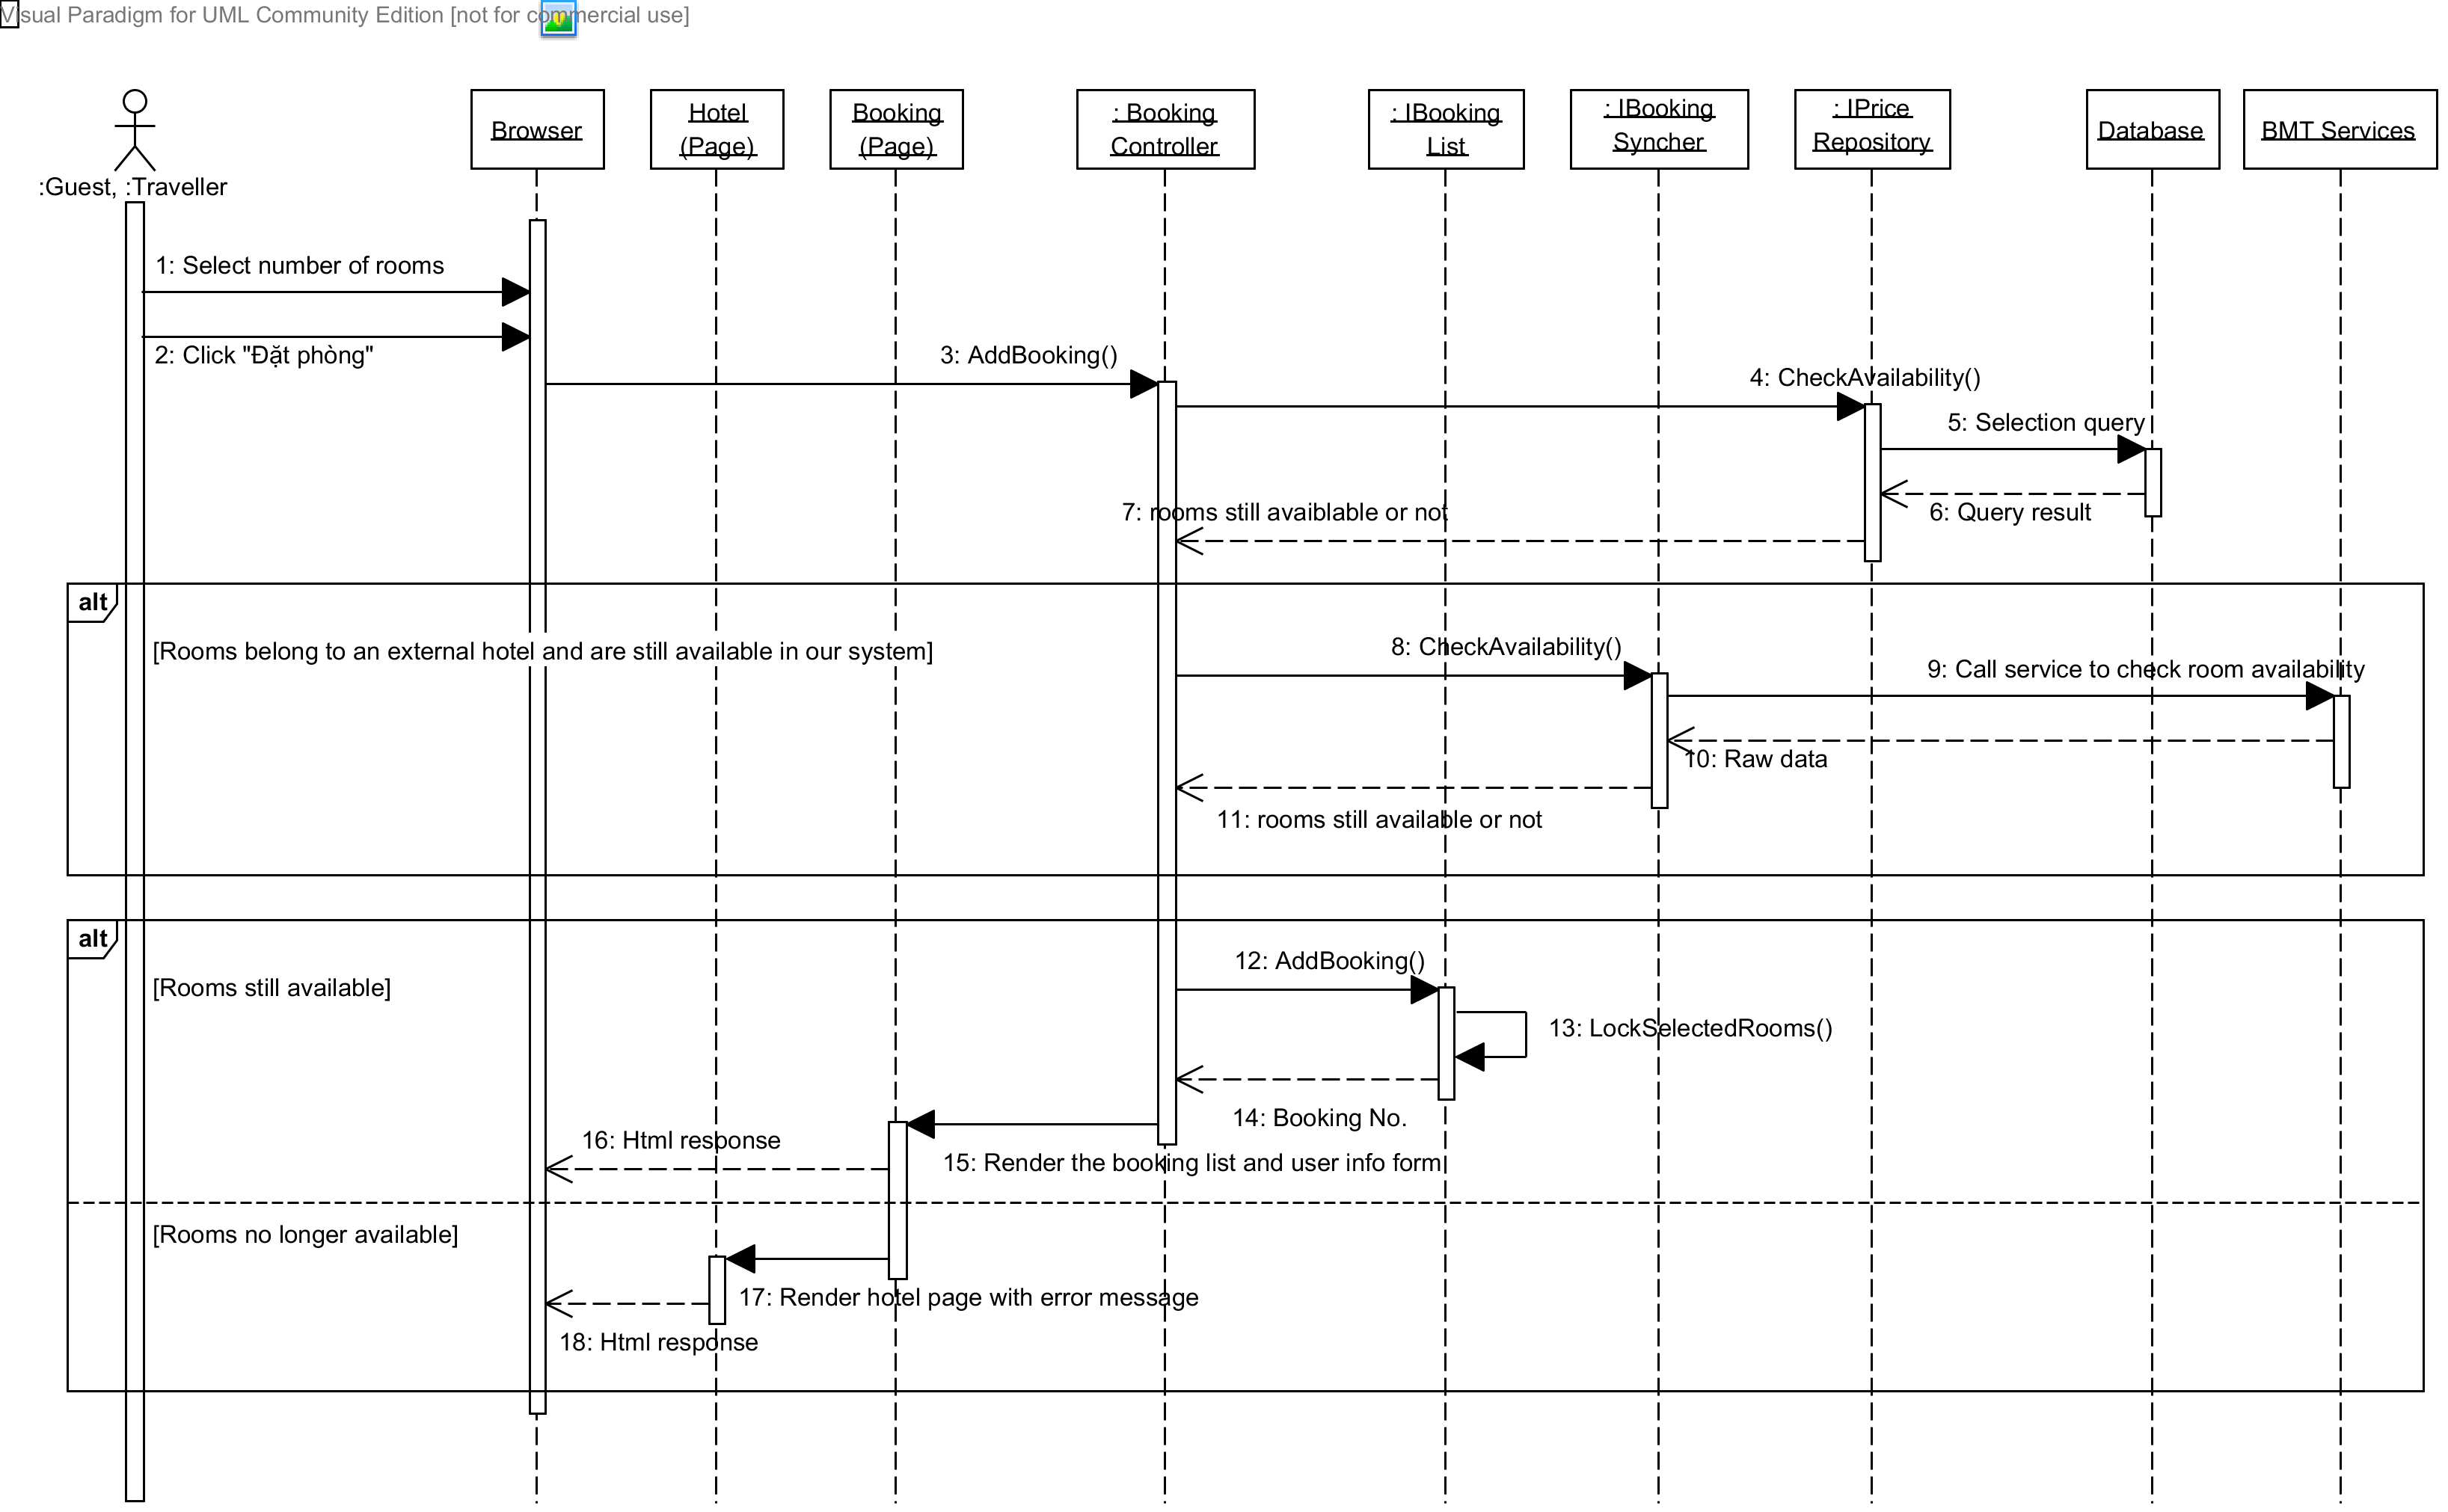 Visual Paradigm for UML Community Edition [not for commercial use]
:Guest, :Traveller
Browser
Hotel
(Page)
Booking
(Page)
: Booking
Controller
: IBooking
List
: IBooking
Syncher
: IPrice
Repository
Database
BMT Services
1: Select number of rooms
2: Click "Đặt phòng"
3: AddBooking()
4: CheckAvailability()
5: Selection query
6: Query result
7: rooms still avaiblable or not
alt
[Rooms belong to an external hotel and are still available in our system]
8: CheckAvailability()
9: Call service to check room availability
10: Raw data
11: rooms still available or not
alt
[Rooms still available]
12: AddBooking()
13: LockSelectedRooms()
14: Booking No.
15: Render the booking list and user info form
16: Html response
[Rooms no longer available]
17: Render hotel page with error message
18: Html response